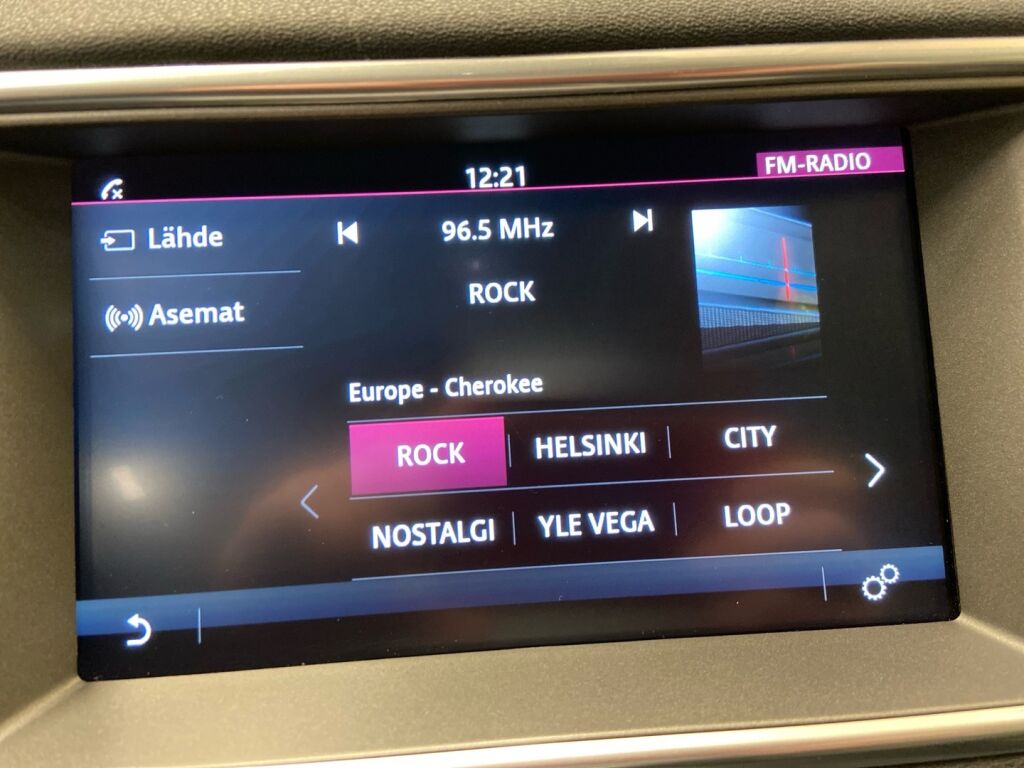 12:21
FM-RADIO
Lähde
96.5 MHz
Asemat
ROCK
Europe - Cherokee
ROCK
HELSINKI
CITY
NOSTALGI
YLE VEGA
LOOP